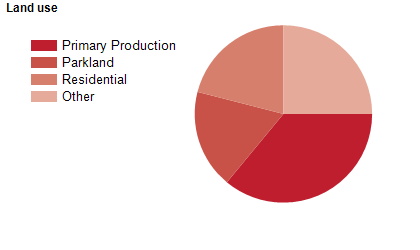 Land use
Primary Production
Parkland
Residential
Other